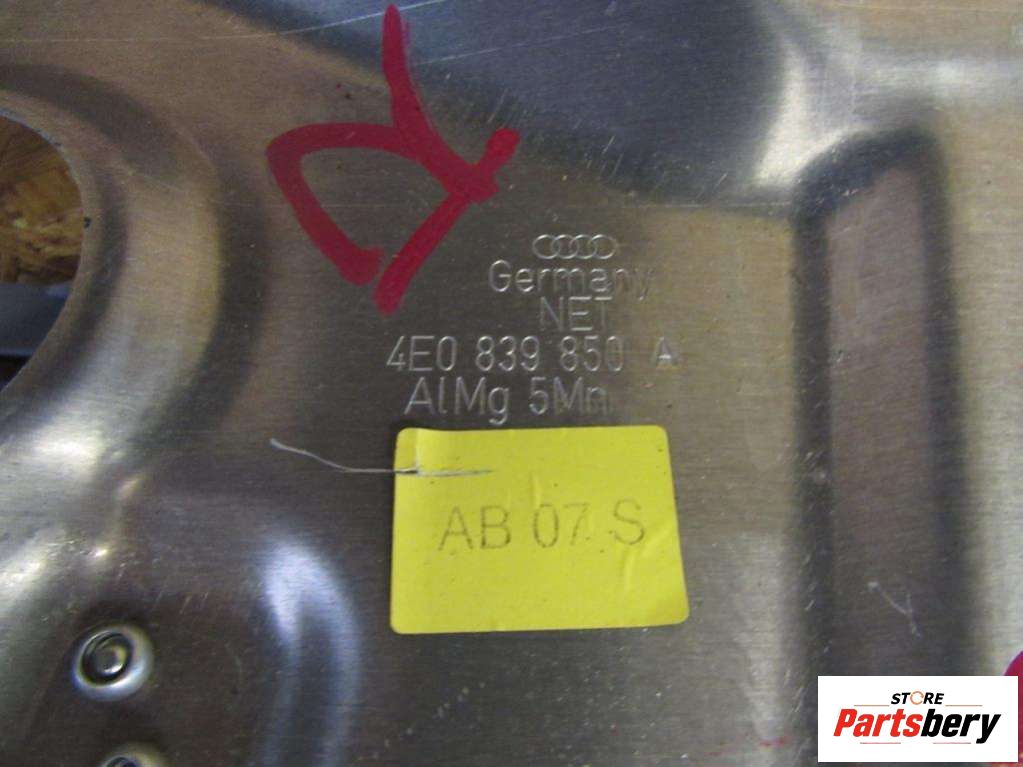 Germany
NET
4E0 839 850 A
AlMg 5Mn
AB 07 S
STORE
Partsbery